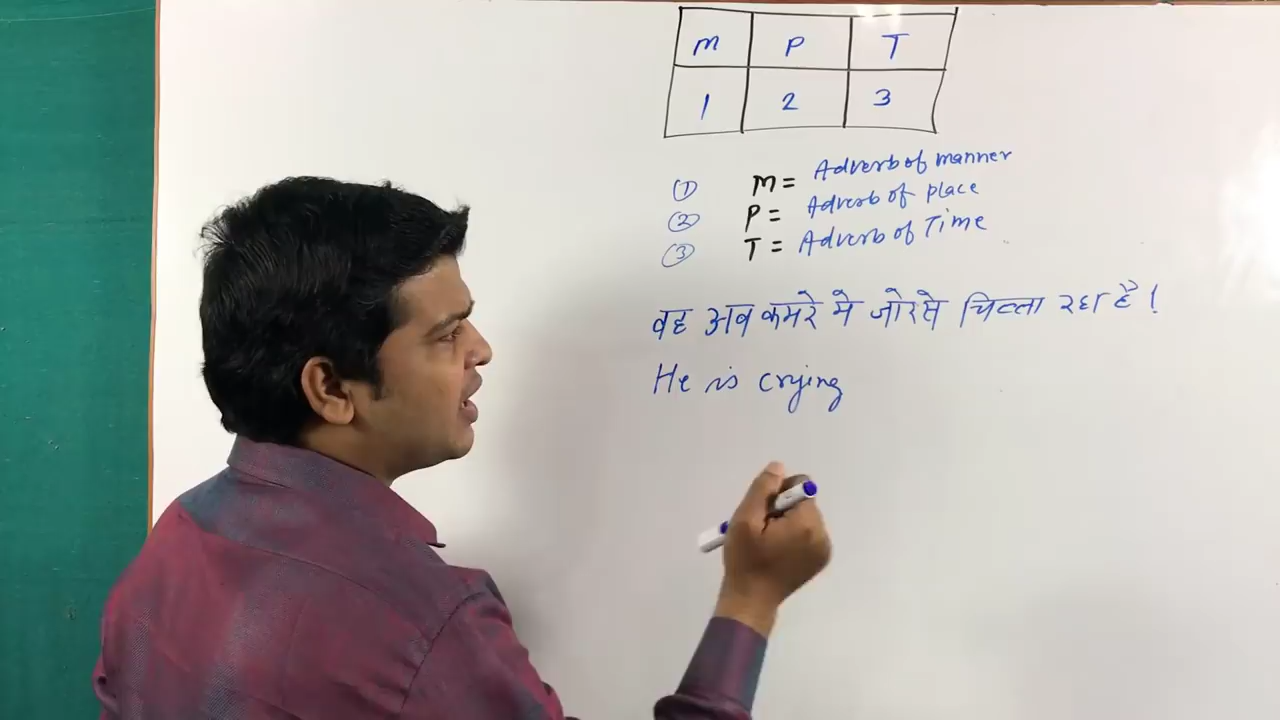 M P T
1 2 3
① M = Adverb of manner
② P = Adverb of place
③ T = Adverb of Time
वह अब कमरे मे जोर से चिल्ला रहा है !
He is crying